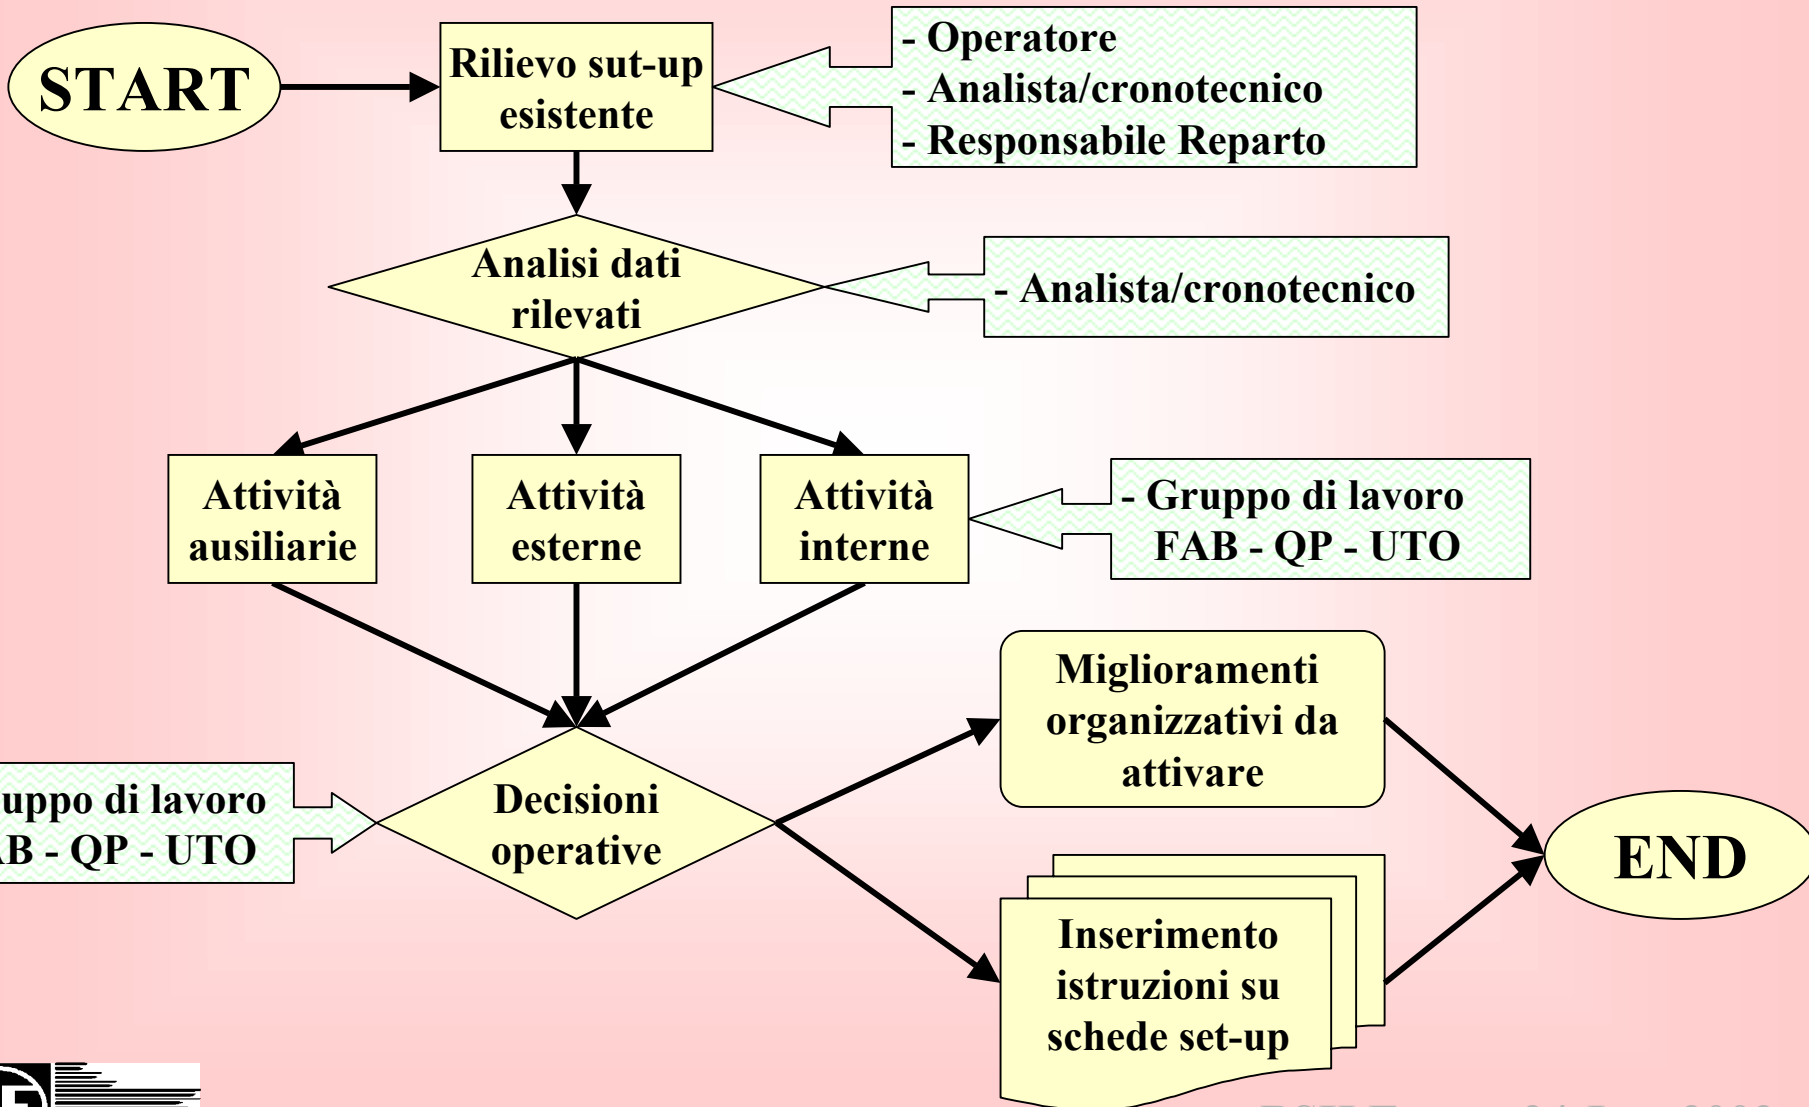 START
Rilievo sut-up
esistente
- Operatore
- Analista/cronotecnico
- Responsabile Reparto
Analisi dati
rilevati
- Analista/cronotecnico
Attività
ausiliarie
Attività
esterne
Attività
interne
- Gruppo di lavoro
FAB - QP - UTO
Miglioramenti
organizzativi da
attivare
di lavoro
- QP - UTO
Decisioni
operative
END
Inserimento
istruzioni su
schede set-up